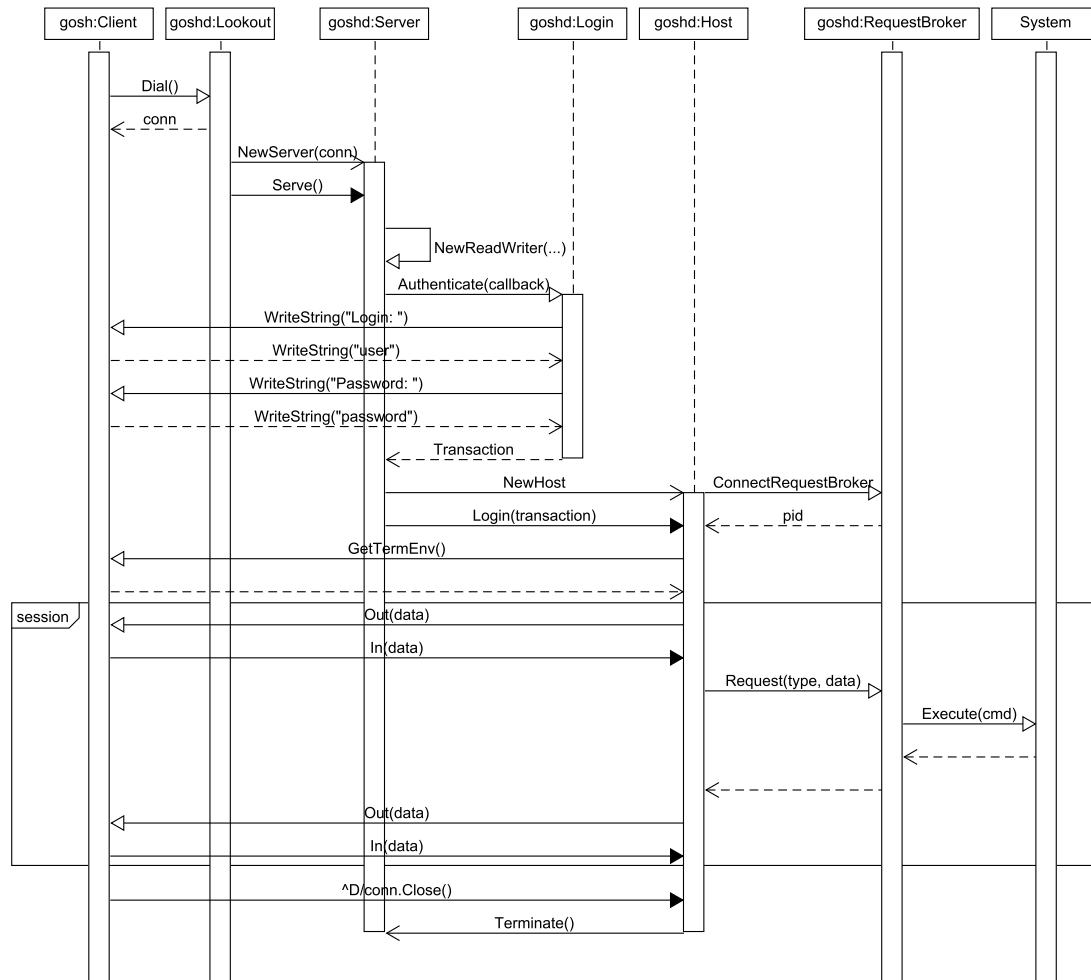 gosh:Client
goshd:Lookout
goshd:Server
goshd:Login
goshd:Host
goshd:RequestBroker
System
Dial()
conn
NewServer(conn)
Serve()
NewReadWriter(...)
Authenticate(callback)
WriteString("Login: ")
WriteString("user")
WriteString("Password: ")
WriteString("password")
Transaction
NewHost
ConnectRequestBroker
Login(transaction)
pid
GetTermEnv()
session
Out(data)
In(data)
Request(type, data)
Execute(cmd)
Out(data)
In(data)
^D/conn.Close()
Terminate()